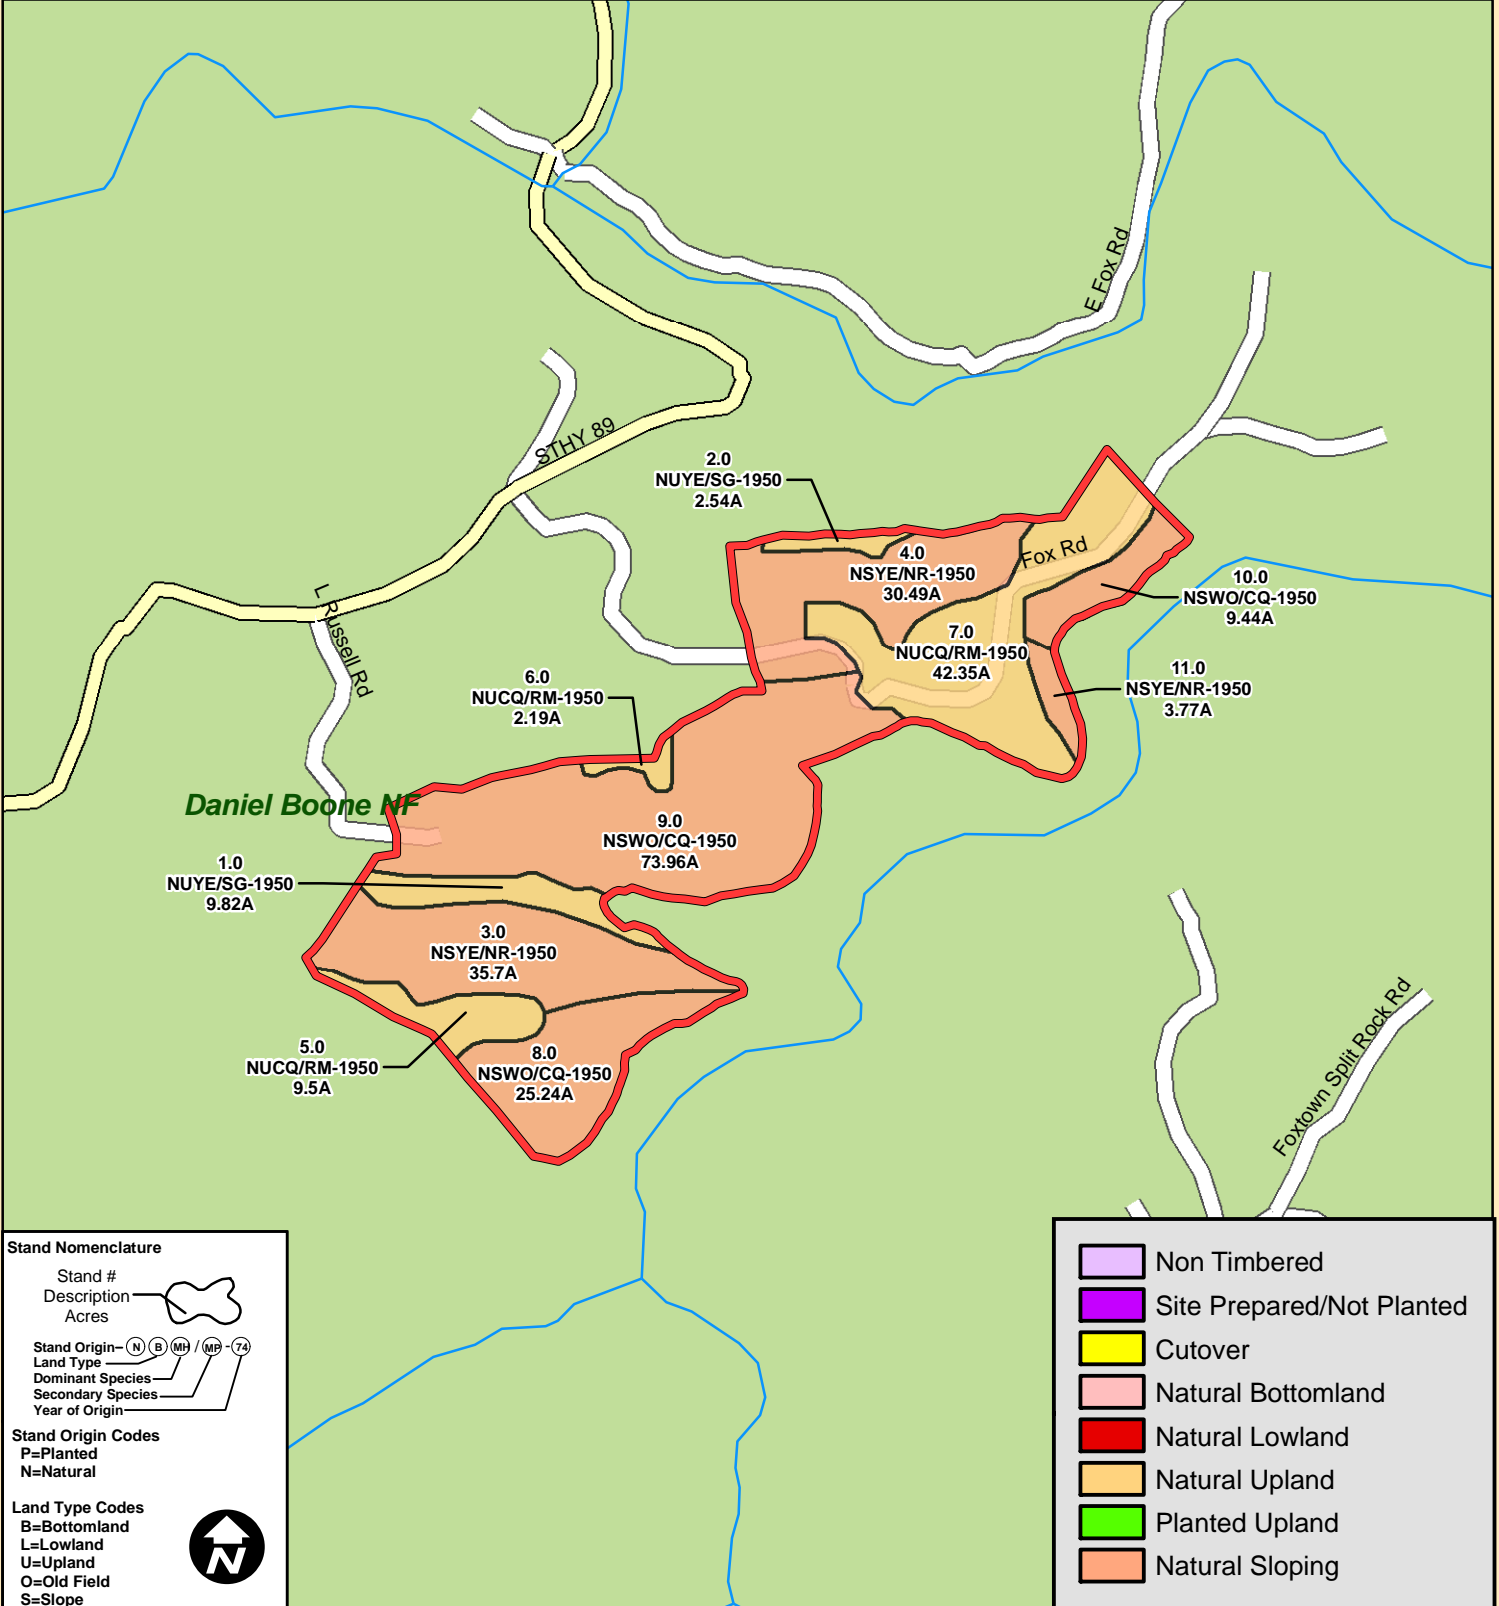 E Fox Rd
STHY 89
2.0
NUYE/SG-1950
2.54A
4.0
NSYE/NR-1950
30.49A
Fox Rd
10.0
NSWO/CQ-1950
9.44A
L Russell Rd
7.0
NUCQ/RM-1950
42.35A
11.0
NSYE/NR-1950
3.77A
6.0
NUCQ/RM-1950
2.19A
Daniel Boone NF
9.0
NSWO/CQ-1950
73.96A
1.0
NUYE/SG-1950
9.82A
3.0
NSYE/NR-1950
35.7A
5.0
NUCQ/RM-1950
9.5A
8.0
NSWO/CQ-1950
25.24A
Foxtown Split Rock Rd
Stand Nomenclature
Stand #
Description
Acres
Stand Origin- N B MH / MP - 74
Land Type
Dominant Species
Secondary Species
Year of Origin
Stand Origin Codes
P=Planted
N=Natural
Land Type Codes
B=Bottomland
L=Lowland
U=Upland
O=Old Field
S=Slope
N
Non Timbered
Site Prepared/Not Planted
Cutover
Natural Bottomland
Natural Lowland
Natural Upland
Planted Upland
Natural Sloping